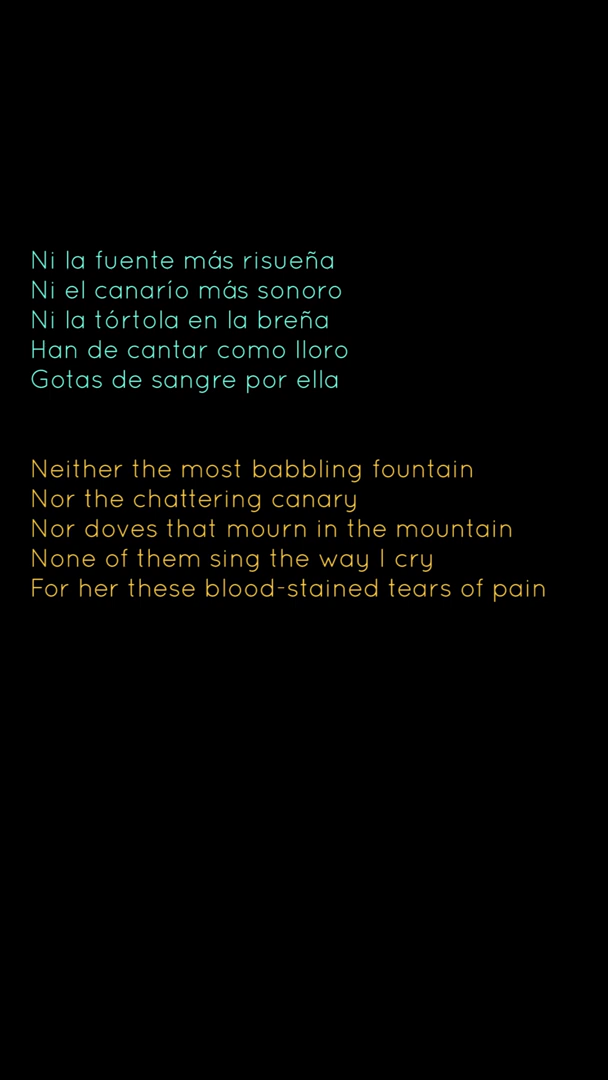 Ni la fuente más risueña
Ni el canarío más sonoro
Ni la tórtola en la breña
Han de cantar como lloro
Gotas de sangre por ella
Neither the most babbling fountain
Nor the chattering canary
Nor doves that mourn in the mountain
None of them sing the way I cry
For her these blood-stained tears of pain